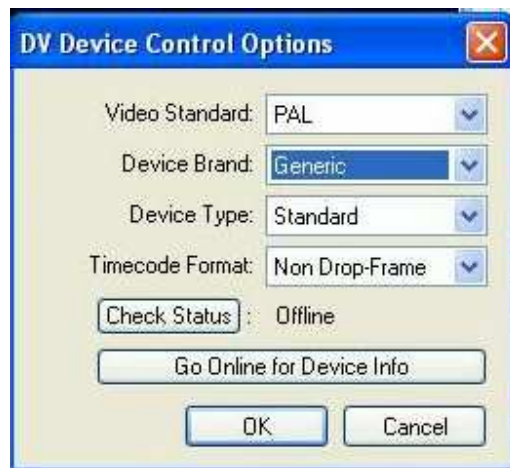 DV Device Control Options
Video Standard: PAL
Device Brand: Generic
Device Type: Standard
Timecode Format: Non Drop-Frame
Check Status : Offline
Go Online for Device Info
OK Cancel